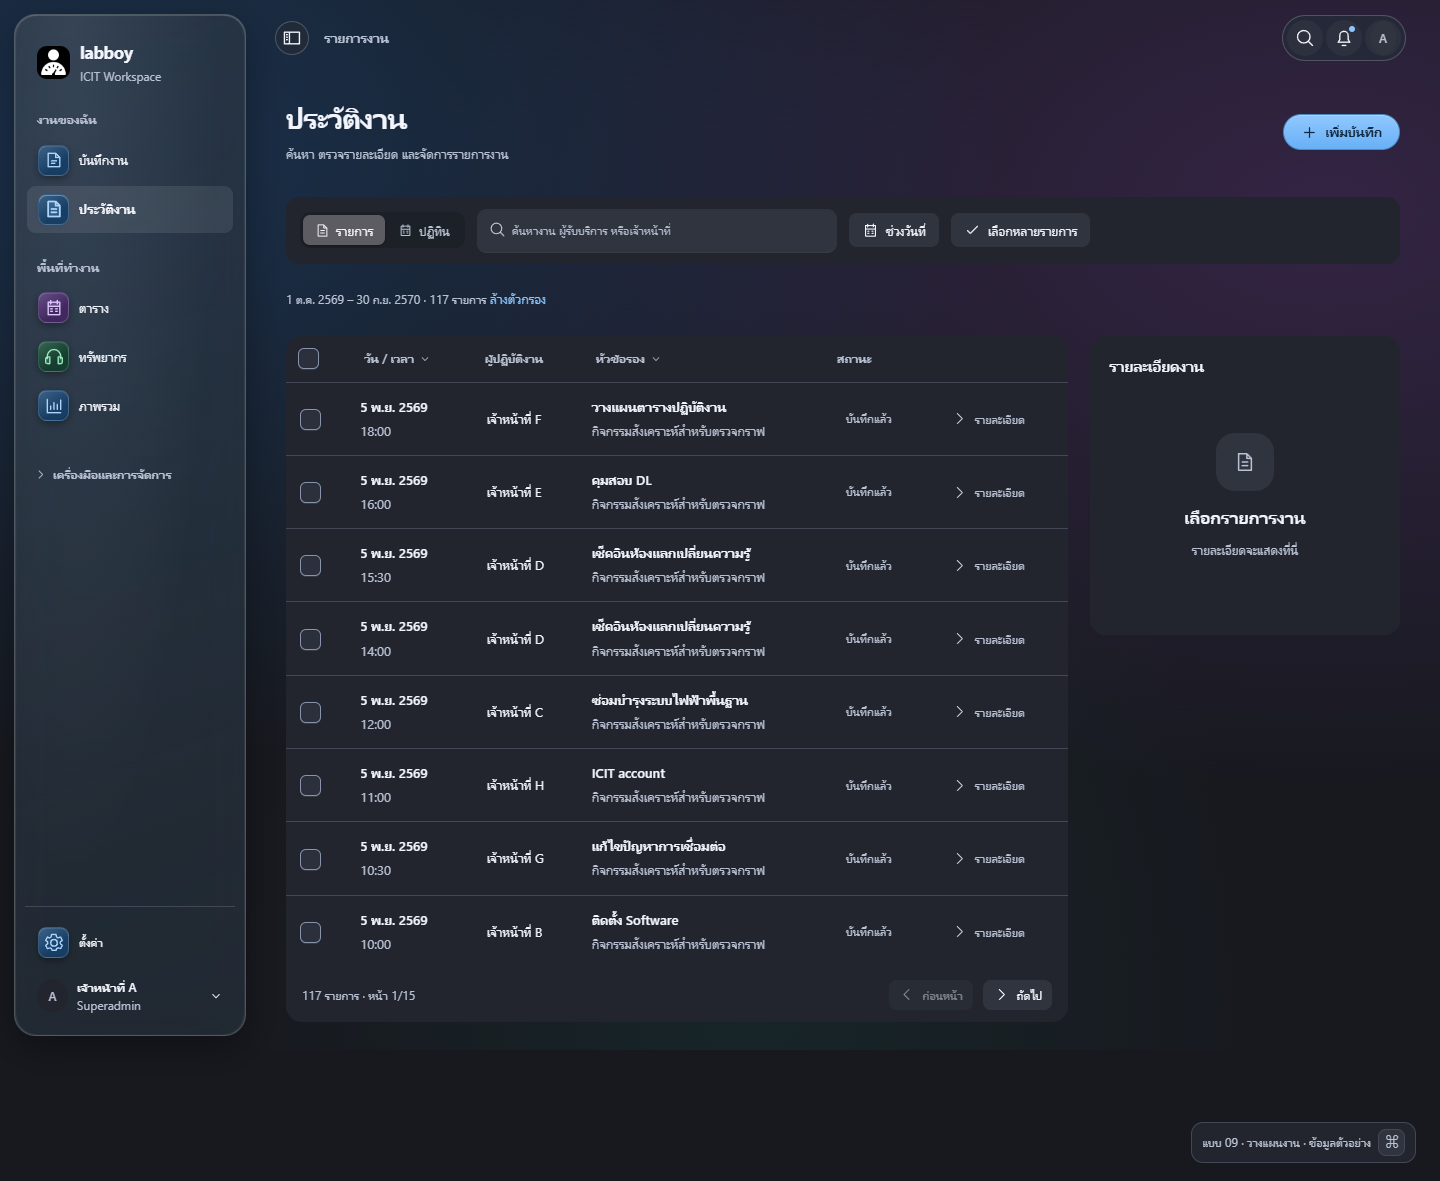 labboy
ICIT Workspace
งานของฉัน
บันทึกงาน
ประวัติงาน
พื้นที่ทำงาน
ตาราง
ทรัพยากร
ภาพรวม
เครื่องมือและการจัดการ
ตั้งค่า
A
เจ้าหน้าที่ A
Superadmin
รายการงาน
A
ประวัติงาน
ค้นหา ตรวจรายละเอียด และจัดการรายการงาน
เพิ่มบันทึก
รายการ
ปฏิทิน
ค้นหางาน ผู้รับบริการ หรือเจ้าหน้าที่
ช่วงวันที่
เลือกหลายรายการ
1 ต.ค. 2569 – 30 ก.ย. 2570 · 117 รายการ ล้างตัวกรอง
วัน / เวลา ผู้ปฏิบัติงาน หัวข้อรอง สถานะ
5 พ.ย. 2569
18:00
เจ้าหน้าที่ F
วางแผนตารางปฏิบัติงาน
กิจกรรมสังเคราะห์สำหรับตรวจกราฟ
บันทึกแล้ว
รายละเอียด
5 พ.ย. 2569
16:00
เจ้าหน้าที่ E
คุมสอบ DL
กิจกรรมสังเคราะห์สำหรับตรวจกราฟ
บันทึกแล้ว
รายละเอียด
5 พ.ย. 2569
15:30
เจ้าหน้าที่ D
เช็คอินห้องแลกเปลี่ยนความรู้
กิจกรรมสังเคราะห์สำหรับตรวจกราฟ
บันทึกแล้ว
รายละเอียด
5 พ.ย. 2569
14:00
เจ้าหน้าที่ D
เช็คอินห้องแลกเปลี่ยนความรู้
กิจกรรมสังเคราะห์สำหรับตรวจกราฟ
บันทึกแล้ว
รายละเอียด
5 พ.ย. 2569
12:00
เจ้าหน้าที่ C
ซ่อมบำรุงระบบไฟฟ้าพื้นฐาน
กิจกรรมสังเคราะห์สำหรับตรวจกราฟ
บันทึกแล้ว
รายละเอียด
5 พ.ย. 2569
11:00
เจ้าหน้าที่ H
ICIT account
กิจกรรมสังเคราะห์สำหรับตรวจกราฟ
บันทึกแล้ว
รายละเอียด
5 พ.ย. 2569
10:30
เจ้าหน้าที่ G
แก้ไขปัญหาการเชื่อมต่อ
กิจกรรมสังเคราะห์สำหรับตรวจกราฟ
บันทึกแล้ว
รายละเอียด
5 พ.ย. 2569
10:00
เจ้าหน้าที่ B
ติดตั้ง Software
กิจกรรมสังเคราะห์สำหรับตรวจกราฟ
บันทึกแล้ว
รายละเอียด
117 รายการ · หน้า 1/15
ก่อนหน้า
ถัดไป
รายละเอียดงาน
เลือกรายการงาน
รายละเอียดจะแสดงที่นี่
แบบ 09 · วางแผนงาน · ข้อมูลตัวอย่าง ⌘